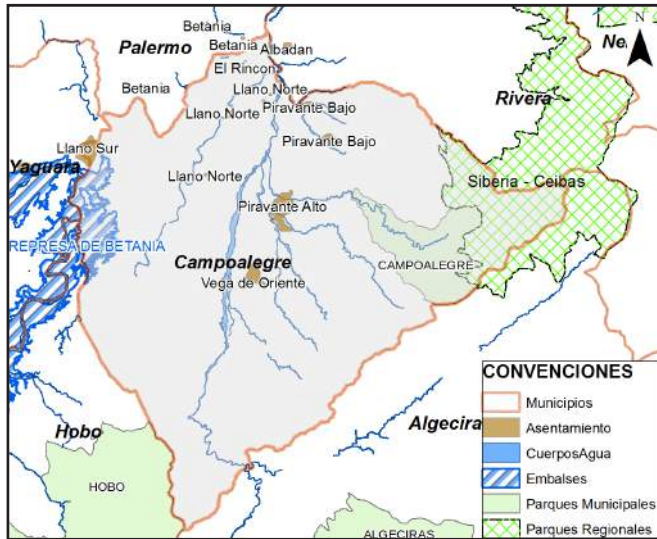 Betania
Palermo
Betania
Albadan
Ne
N
El Rincon
Betania
Llano Norte
Rivera
Llano Norte
Piravante Bajo
Piravante Bajo
Llano Sur
Yaguara
Llano Norte
Siberia - Ceibas
Piravante Alto
REPRESA DE BETANIA
Campoalegre
CAMPOALEGRE
Vega de Oriente
Hobo
Algecira
HOBO
ALGECIRAS
CONVENCIONES
Municipios
Asentamiento
CuerposAgua
Embalses
Parques Municipales
Parques Regionales